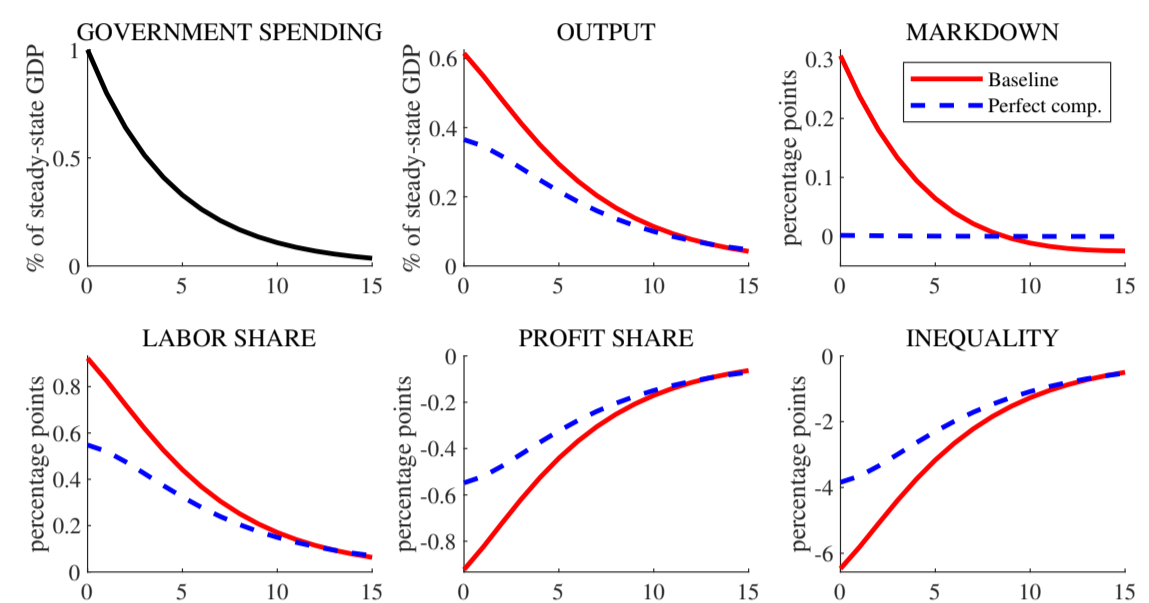 GOVERNMENT SPENDING
% of steady-state GDP
1
0.5
0
0 5 10 15
OUTPUT
% of steady-state GDP
0.6
0.4
0.2
0
0 5 10 15
MARKDOWN
percentage points
0.3
0.2
0.1
0
0 5 10 15
Baseline
Perfect comp.
LABOR SHARE
percentage points
0.8
0.6
0.4
0.2
0
0 5 10 15
PROFIT SHARE
percentage points
0
-0.2
-0.4
-0.6
-0.8
0 5 10 15
INEQUALITY
percentage points
0
-2
-4
-6
0 5 10 15